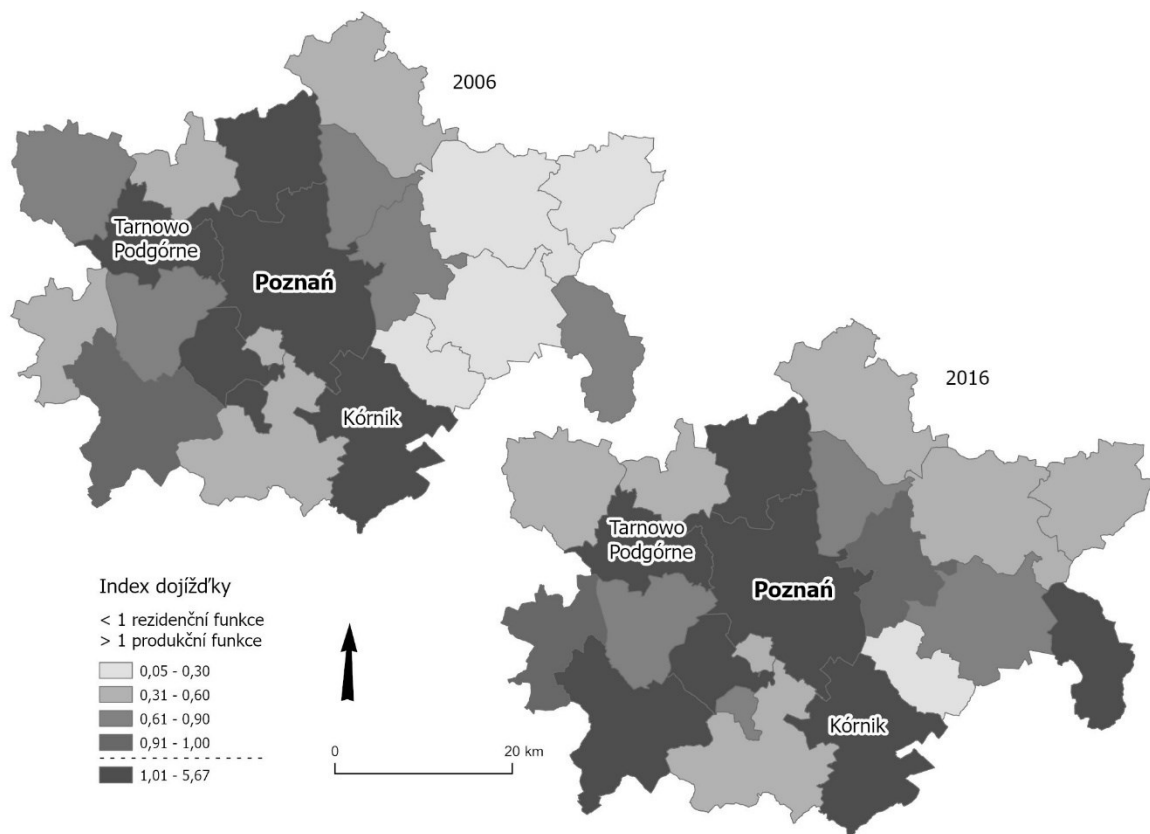 2006
Tarnowo
Podgórne
Poznań
Kórnik
2016
Tarnowo
Podgórne
Poznań
Kórnik
Index dojížďky
< 1 rezidenční funkce
> 1 produkční funkce
0,05 - 0,30
0,31 - 0,60
0,61 - 0,90
0,91 - 1,00
1,01 - 5,67
0 20 km